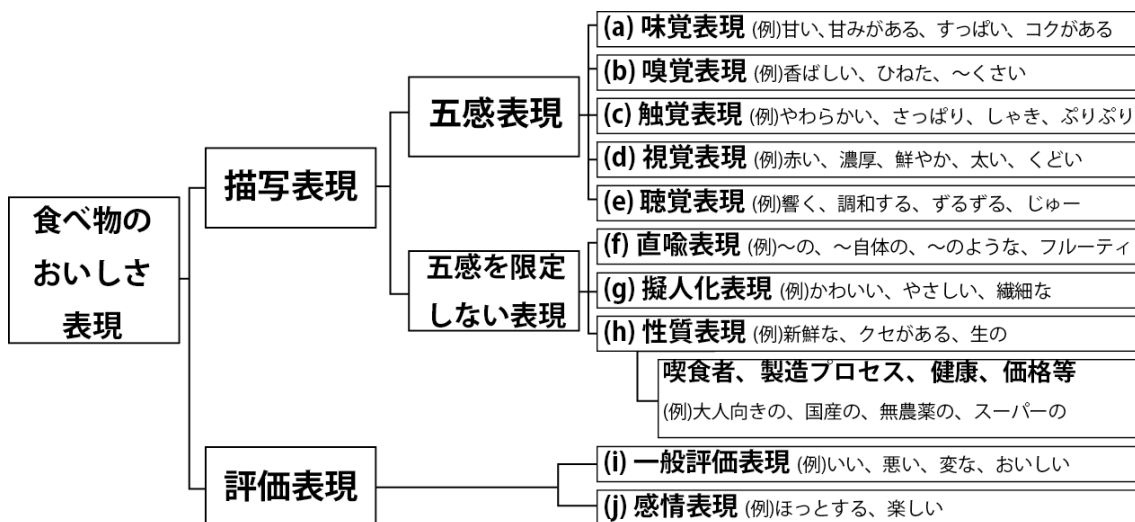 食べ物の
おいしさ
表現
描写表現
五感表現
(a) 味覚表現 (例)甘い、甘みがある、すっぱい、コクがある
(b) 嗅覚表現 (例)香ばしい、ひねた、～くさい
(c) 触覚表現 (例)やわらかい、さっぱり、しゃき、ぷりぷり
(d) 視覚表現 (例)赤い、濃厚、鮮やか、太い、くどい
(e) 聴覚表現 (例)響く、調和する、ずるずる、じゅー
五感を限定
しない表現
(f) 直喩表現 (例)～の、～自体の、～のような、フルーティ
(g) 擬人化表現 (例)かわいい、やさしい、繊細な
(h) 性質表現 (例)新鮮な、クセがある、生の
喫食者、製造プロセス、健康、価格等
(例)大人向きの、国産の、無農薬の、スーパーの
評価表現
(i) 一般評価表現 (例)いい、悪い、変な、おいしい
(j) 感情表現 (例)ほっとする、楽しい